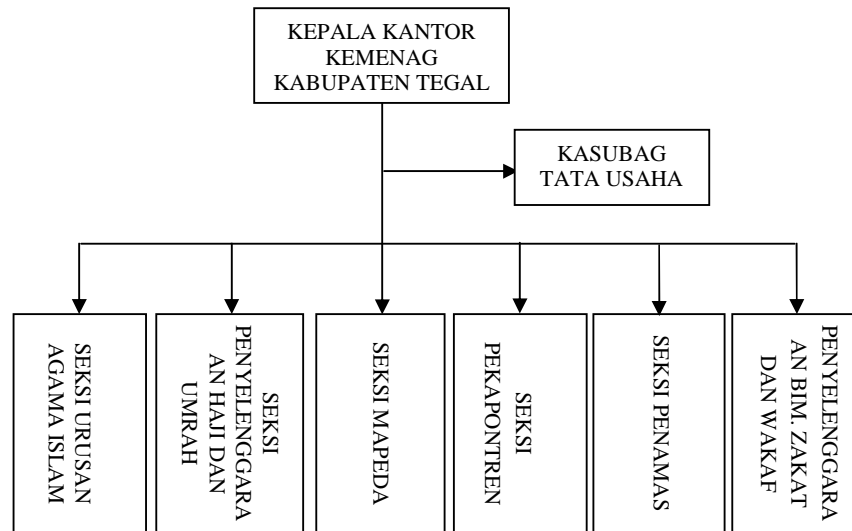 KEPALA KANTOR
KEMENAG
KABUPATEN TEGAL
KASUBAG
TATA USAHA
SEKSI URUSAN
AGAMA ISLAM
SEKSI
PENYELENGGARA
AN HAJI DAN
UMRAH
SEKSI MAPEDA
SEKSI
PEKAPONTREN
SEKSI PENAMAS
PENYELENGGARA
AN BIM. ZAKAT
DAN WAKAF